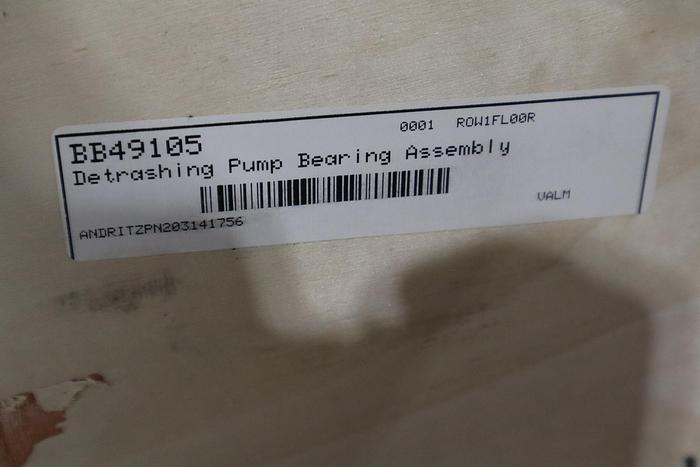 0001 ROW1FL00R
BB49105
Detrashing Pump Bearing Assembly
VALM
ANDRITZPN203141756